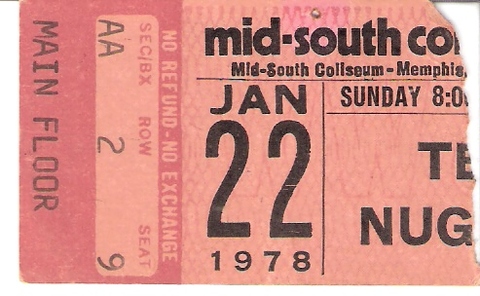 MAIN FLOOR
SEC/BX ROW SEAT
AA 2 9
NO REFUND-NO EXCHANGE
mid-south co
Mid-South Coliseum-Memphis,
JAN
22
1978
SUNDAY 8:0
TE
NUG